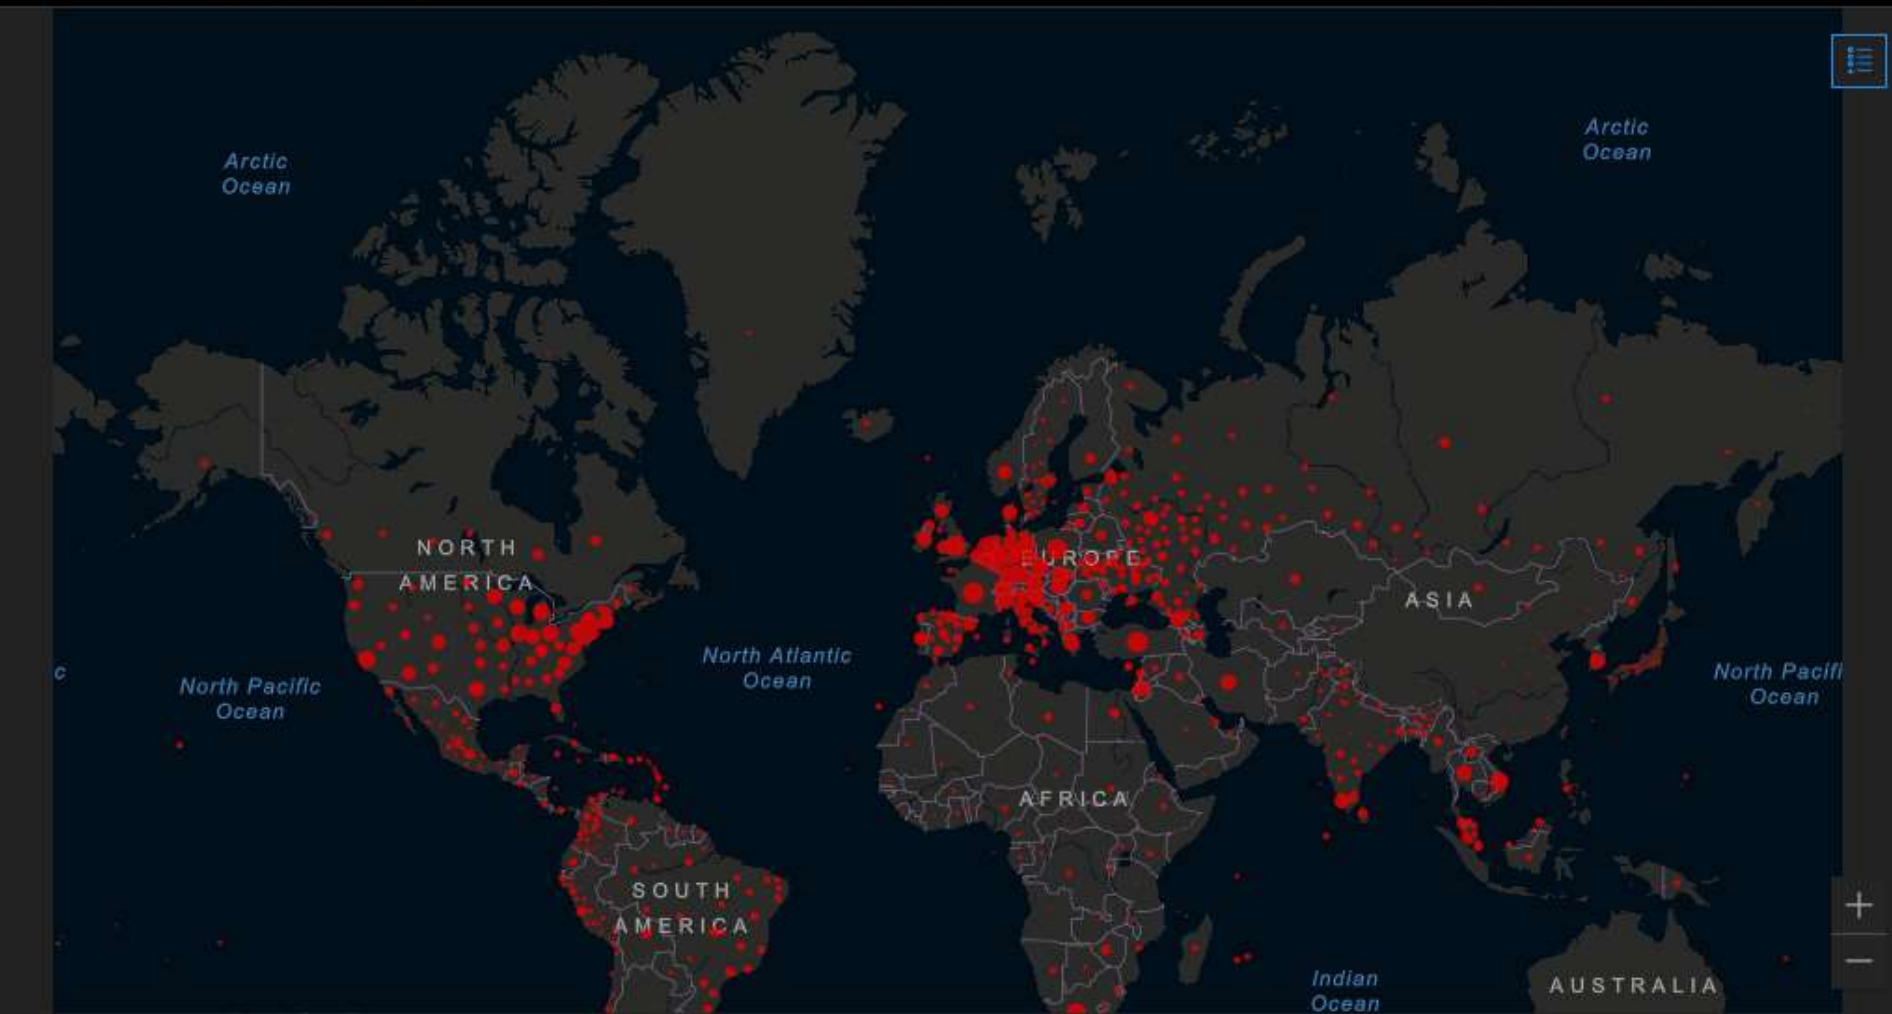 Arctic
Ocean
Arctic
Ocean
NORTH
AMERICA
EUROPE
ASIA
c
North Pacific
Ocean
North Atlantic
Ocean
North Pacifi
Ocean
AFRICA
SOUTH
AMERICA
Indian
Ocean
AUSTRALIA
+
−